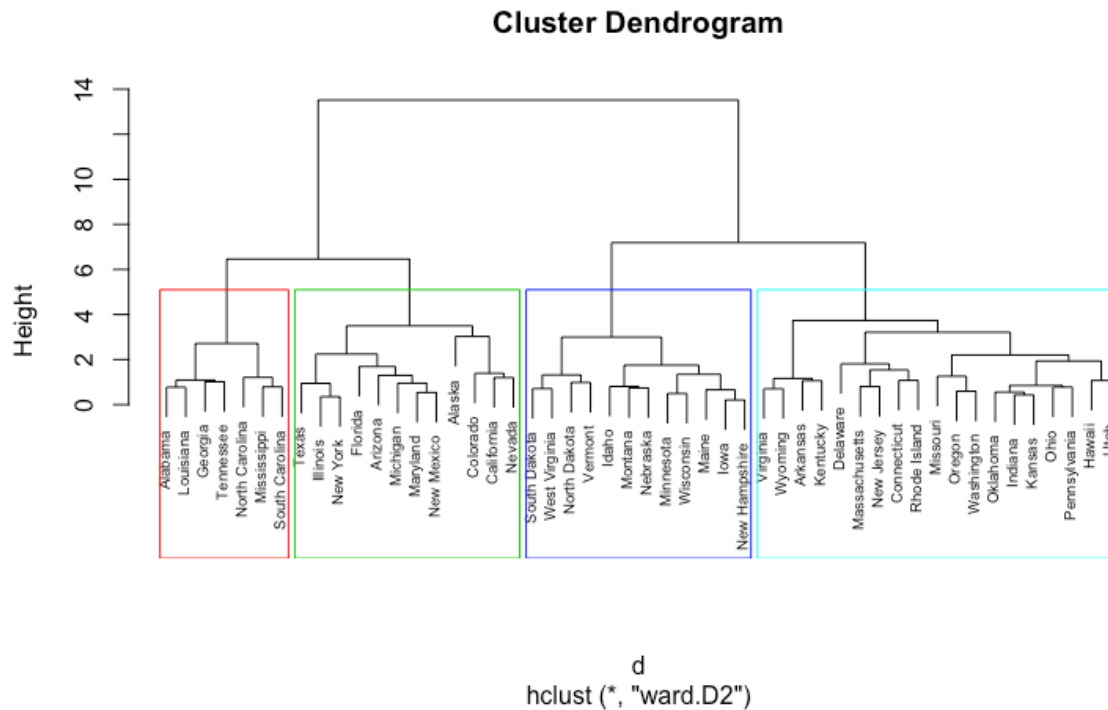 Cluster Dendrogram
Height
14
10
8
6
4
2
0
Alabama
Louisiana
Georgia
Tennessee
North Carolina
Mississippi
South Carolina
Texas
Illinois
New York
Florida
Arizona
Michigan
Maryland
New Mexico
Alaska
Colorado
California
Nevada
South Dakota
West Virginia
North Dakota
Vermont
Idaho
Montana
Nebraska
Minnesota
Wisconsin
Maine
Iowa
New Hampshire
Virginia
Wyoming
Arkansas
Kentucky
Delaware
Massachusetts
New Jersey
Connecticut
Rhode Island
Missouri
Oregon
Washington
Oklahoma
Indiana
Kansas
Ohio
Pennsylvania
Hawaii
Utah
d
hclust (*, "ward.D2")